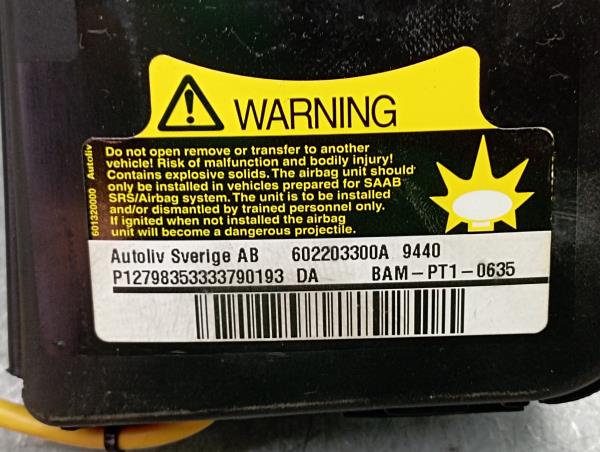 WARNING
601320000 Autoliv
Do not open remove or transfer to another
vehicle! Risk of malfunction and bodily injury!
Contains explosive solids. The airbag unit should
only be installed in vehicles prepared for SAAB
SRS/Airbag system. The unit is to be installed
and/or dismantled by trained personnel only.
If ignited when not installed the airbag
unit will become a dangerous projectile.
Autoliv Sverige AB 602203300A 9440
P12798353333790193 DA BAM-PT1-0635